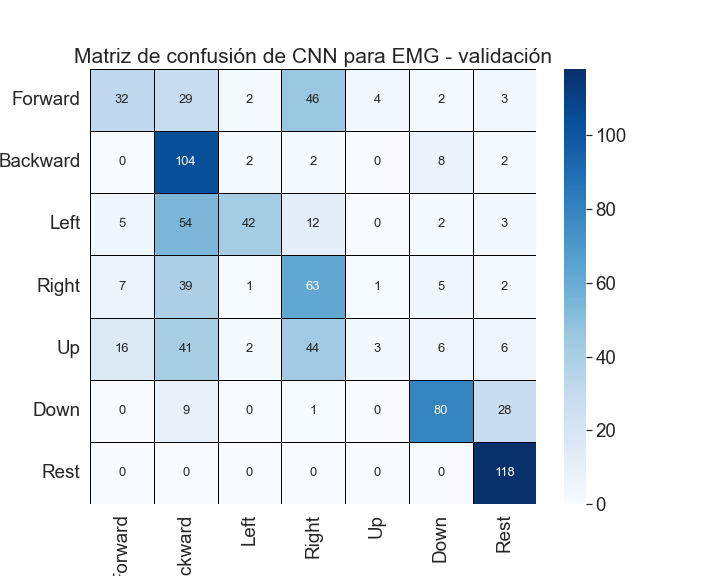 Matriz de confusión de CNN para EMG - validación
Forward 32 29 2 46 4 2 3
Backward 0 104 2 2 0 8 2
Left 5 54 42 12 0 2 3
Right 7 39 1 63 1 5 2
Up 16 41 2 44 3 6 6
Down 0 9 0 1 0 80 28
Rest 0 0 0 0 0 0 118
Forward
ckward
Left
Right
Up
Down
Rest
100
80
60
40
20
0